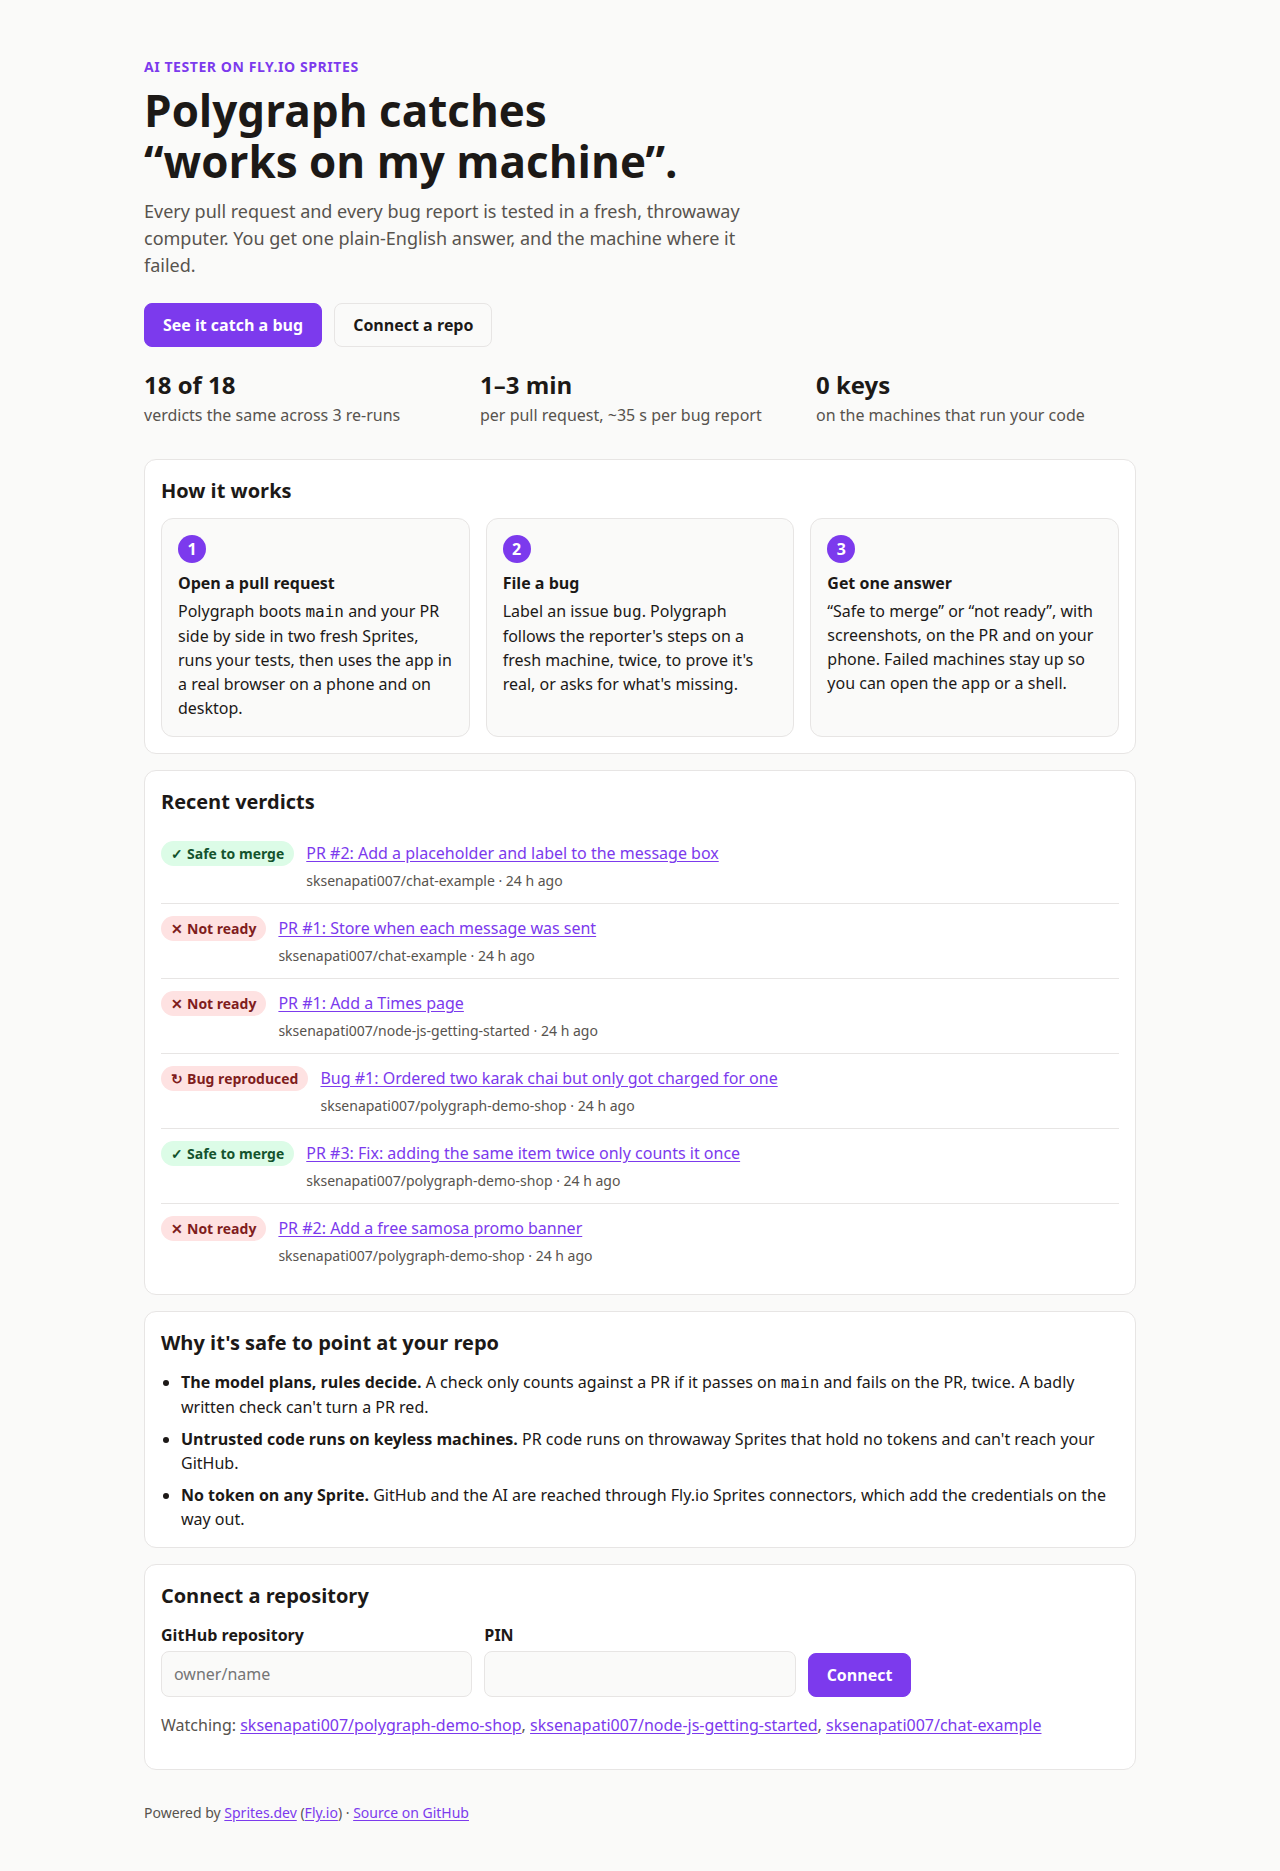 AI TESTER ON FLY.IO SPRITES
Polygraph catches
“works on my machine”.
Every pull request and every bug report is tested in a fresh, throwaway
computer. You get one plain-English answer, and the machine where it
failed.
See it catch a bug
Connect a repo
18 of 18
verdicts the same across 3 re-runs
1–3 min
per pull request, ~35 s per bug report
0 keys
on the machines that run your code
How it works
1
Open a pull request
Polygraph boots main and your PR
side by side in two fresh Sprites,
runs your tests, then uses the app in
a real browser on a phone and on
desktop.
2
File a bug
Label an issue bug. Polygraph
follows the reporter's steps on a
fresh machine, twice, to prove it's
real, or asks for what's missing.
3
Get one answer
“Safe to merge” or “not ready”, with
screenshots, on the PR and on your
phone. Failed machines stay up so
you can open the app or a shell.
Recent verdicts
✓ Safe to merge
PR #2: Add a placeholder and label to the message box
sksenapati007/chat-example · 24 h ago
✕ Not ready
PR #1: Store when each message was sent
sksenapati007/chat-example · 24 h ago
✕ Not ready
PR #1: Add a Times page
sksenapati007/node-js-getting-started · 24 h ago
↻ Bug reproduced
Bug #1: Ordered two karak chai but only got charged for one
sksenapati007/polygraph-demo-shop · 24 h ago
✓ Safe to merge
PR #3: Fix: adding the same item twice only counts it once
sksenapati007/polygraph-demo-shop · 24 h ago
✕ Not ready
PR #2: Add a free samosa promo banner
sksenapati007/polygraph-demo-shop · 24 h ago
Why it's safe to point at your repo
• The model plans, rules decide. A check only counts against a PR if it passes on main and fails on the PR, twice. A badly
written check can't turn a PR red.
• Untrusted code runs on keyless machines. PR code runs on throwaway Sprites that hold no tokens and can't reach your
GitHub.
• No token on any Sprite. GitHub and the AI are reached through Fly.io Sprites connectors, which add the credentials on the
way out.
Connect a repository
GitHub repository
PIN
owner/name
Connect
Watching: sksenapati007/polygraph-demo-shop, sksenapati007/node-js-getting-started, sksenapati007/chat-example
Powered by Sprites.dev (Fly.io) · Source on GitHub